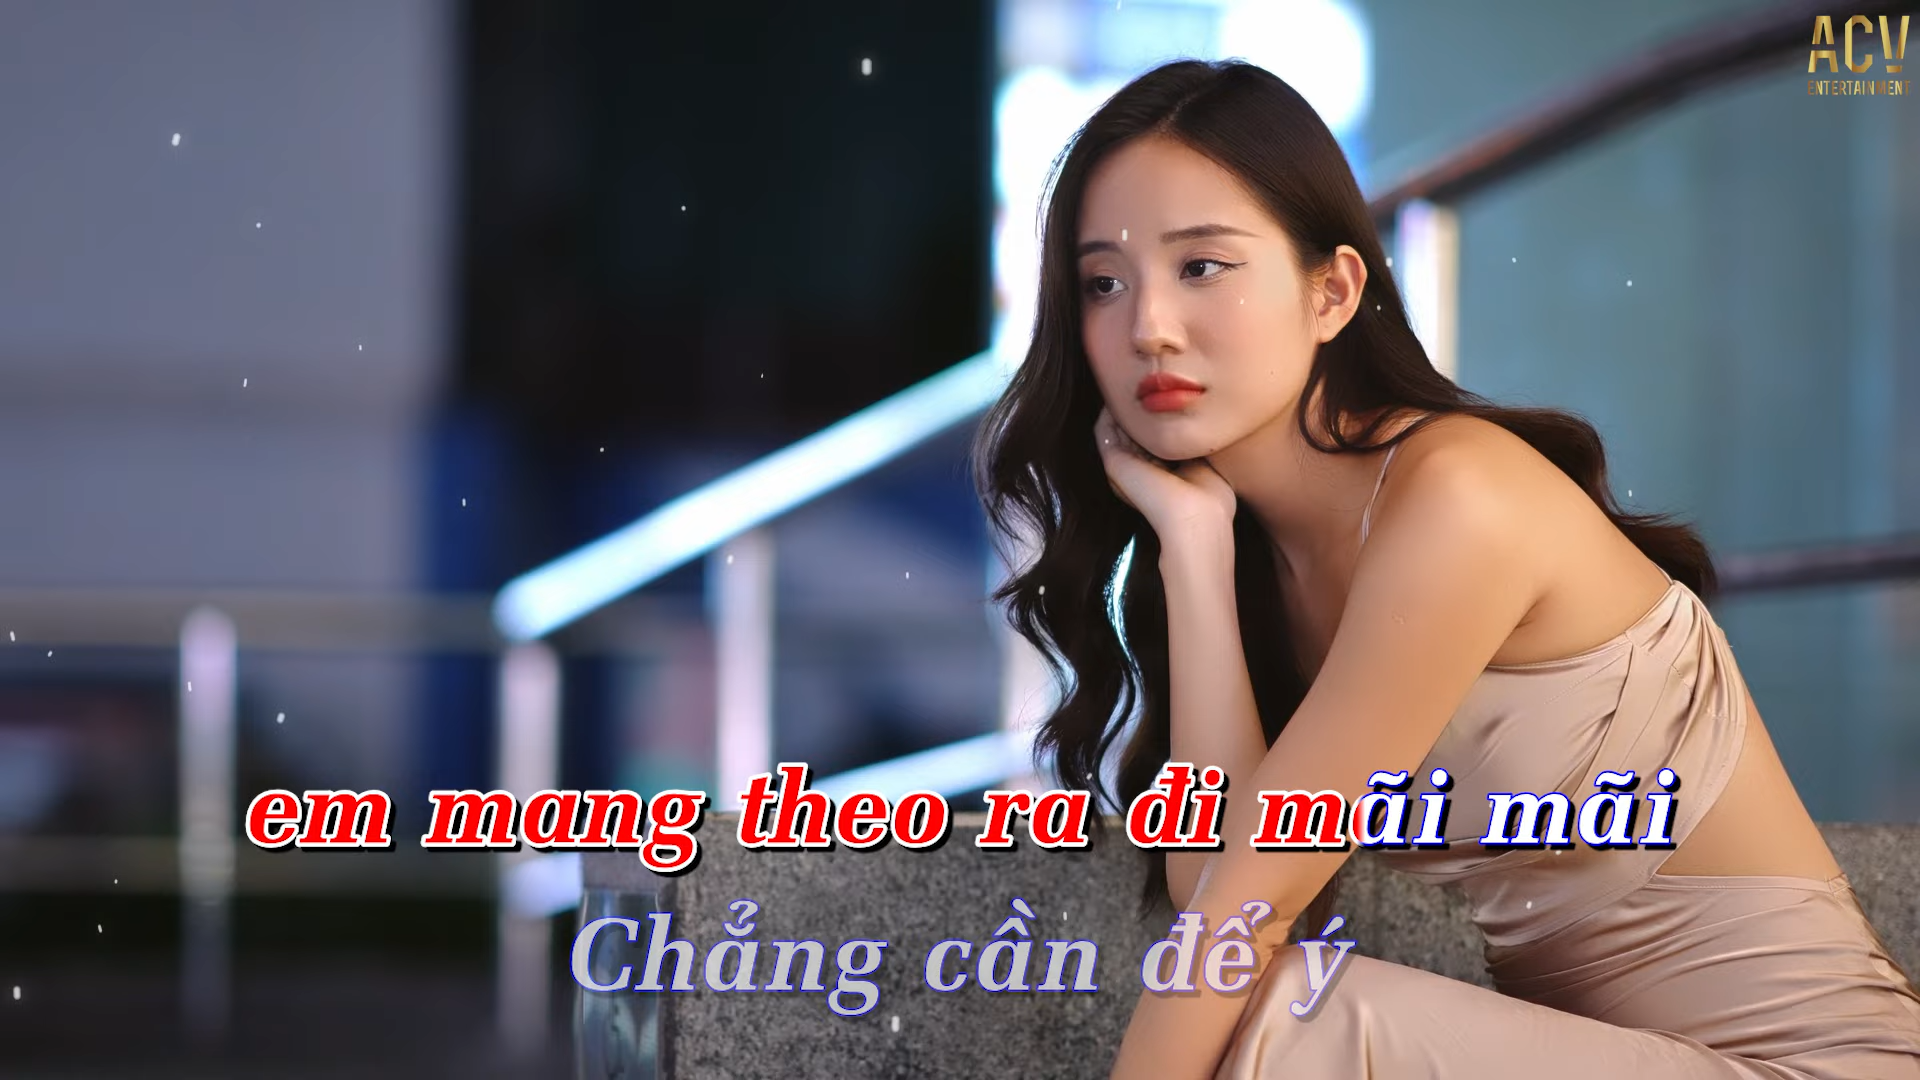 ACV
ENTERTAINMENT
em mang theo ra đi mãi mãi
Chẳng cần để ý